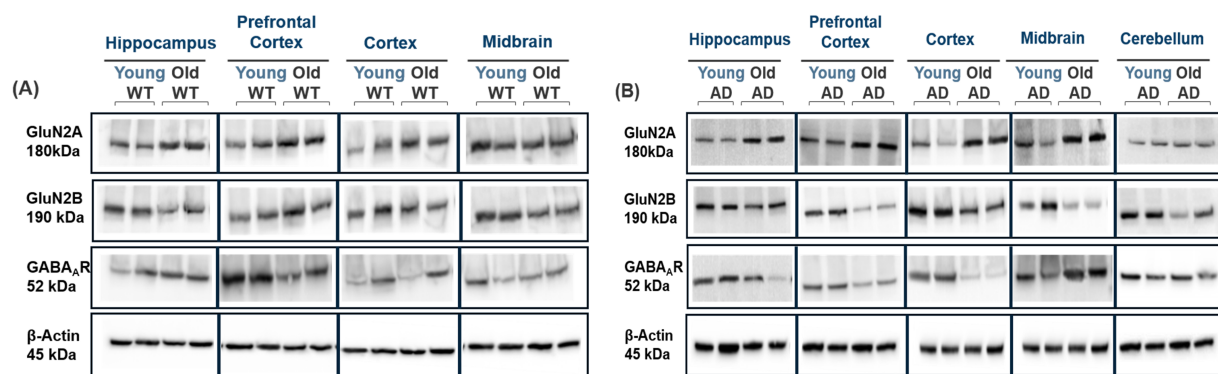 (A)
Hippocampus
Prefrontal
Cortex
Cortex
Midbrain
Young Old
WT WT
Young Old
WT WT
Young Old
WT WT
Young Old
WT WT
GluN2A
180kDa
GluN2B
190 kDa
GABAAR
52 kDa
β-Actin
45 kDa
(B)
Hippocampus
Prefrontal
Cortex
Cortex
Midbrain
Cerebellum
Young Old
AD AD
Young Old
AD AD
Young Old
AD AD
Young Old
AD AD
Young Old
AD AD
GluN2A
180kDa
GluN2B
190 kDa
GABAAR
52 kDa
β-Actin
45 kDa